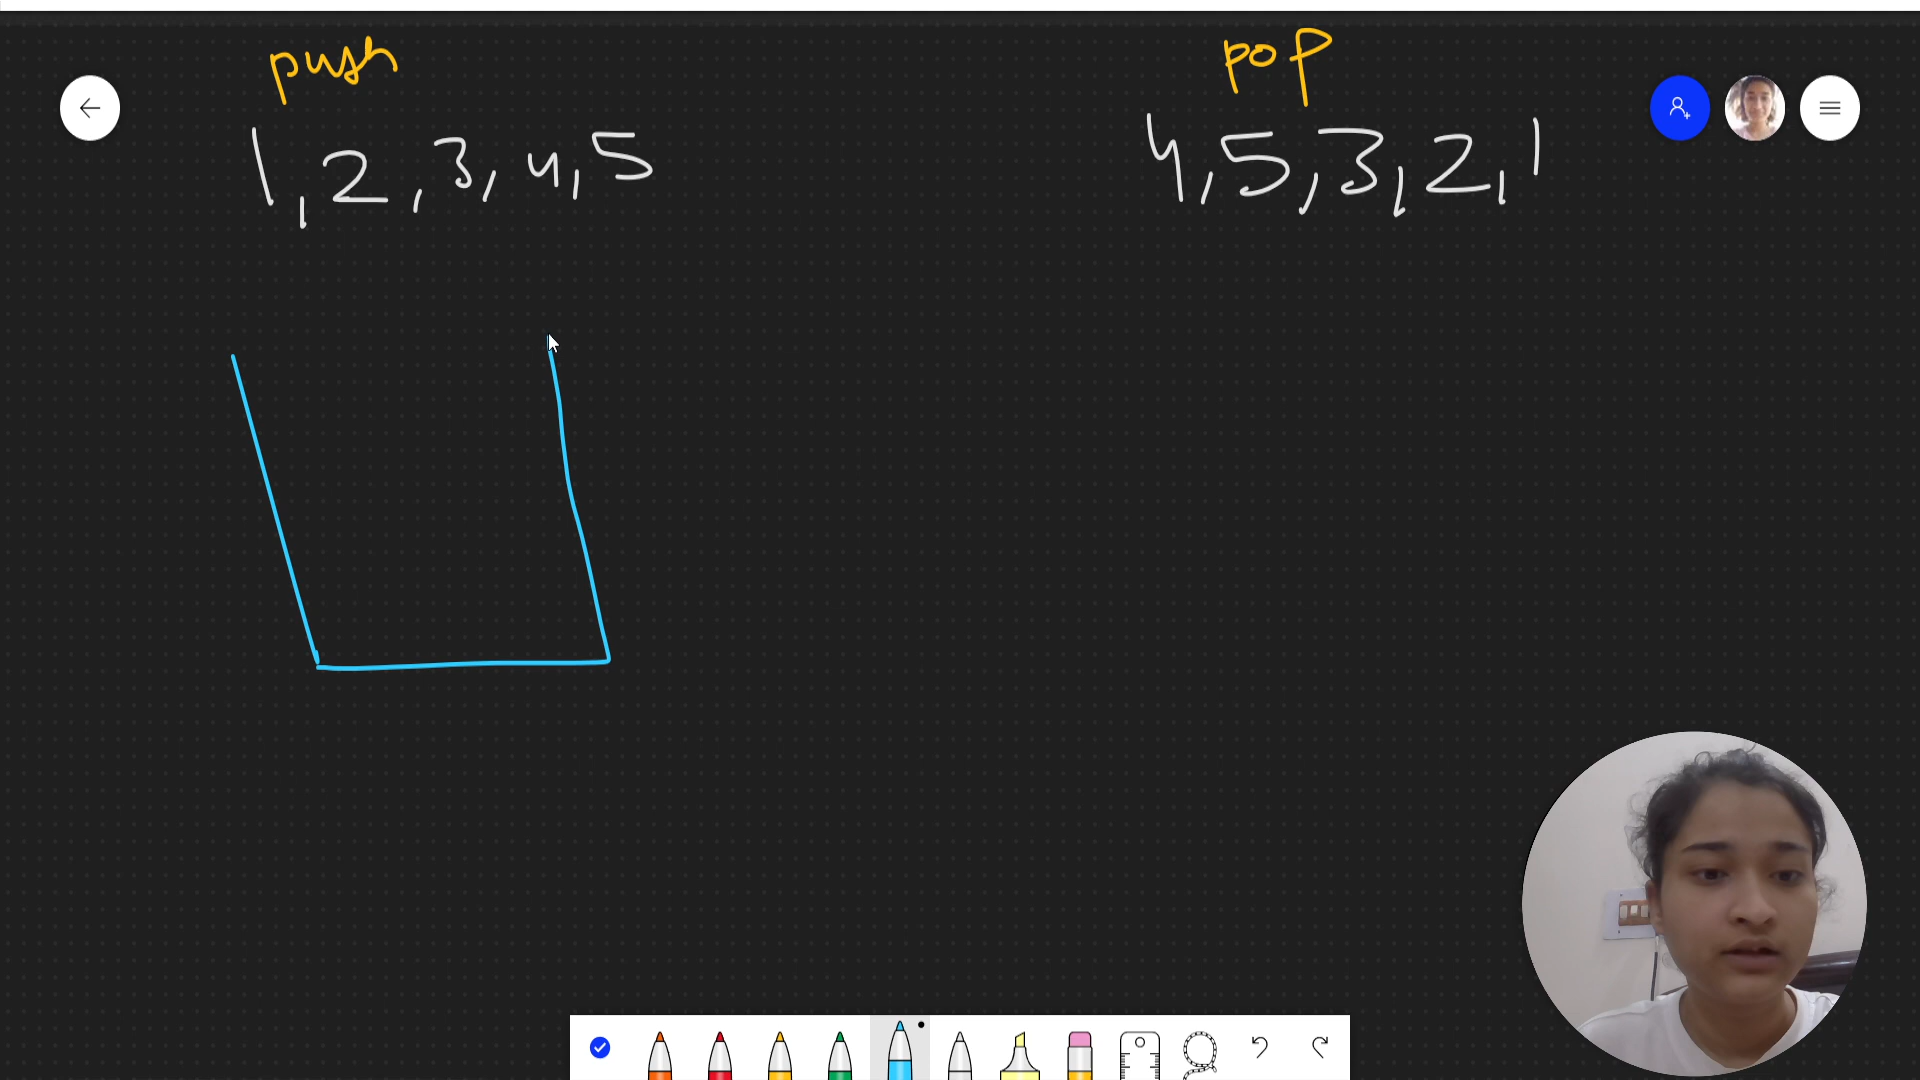 push
pop
1, 2, 3, 4, 5
4, 5, 3, 2, 1